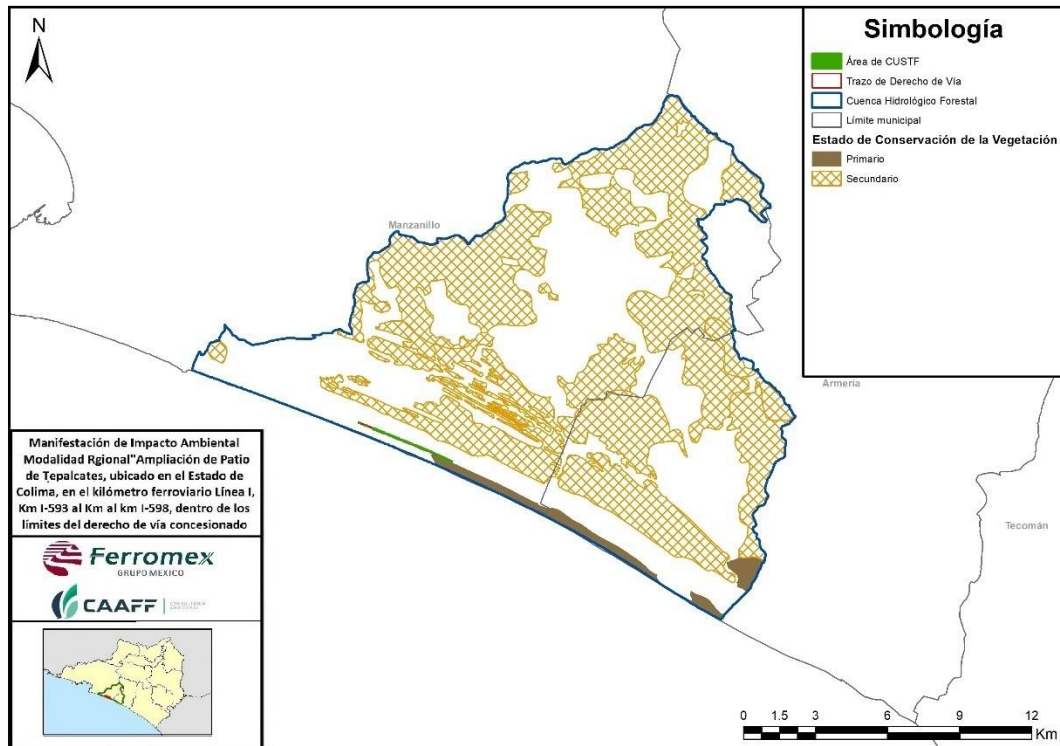 N
Simbología
Área de CUSTF
Trazo de Derecho de Vía
Cuenca Hidrológico Forestal
Límite municipal
Estado de Conservación de la Vegetación
Primario
Secundario
Manzanillo
Armería
Tecomán
Manifestación de Impacto Ambiental
Modalidad Rgional"Ampliación de Patio
de Tepalcates, ubicado en el Estado de
Colima, en el kilómetro ferroviario Línea I,
Km I-593 al Km al km I-598, dentro de los
límites del derecho de vía concesionado
Ferromex
GRUPO MEXICO
CAAFF
0 1.5 3 6 9 12
Km